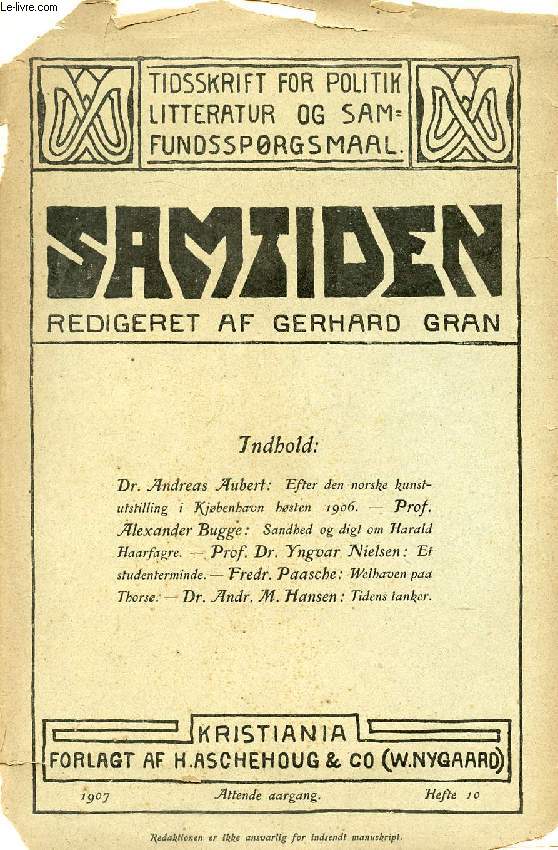 Le-livre.com
TIDSSKRIFT FOR POLITIK
LITTERATUR OG SAM=
FUNDSSPØRGSMAAL.
SAMTIDEN
REDIGERET AF GERHARD GRAN
Indhold:
Dr. Andreas Aubert: Efter den norske kunst-
utstilling i Kjøbenhavn høsten 1906. — Prof.
Alexander Bugge: Sandhed og digt om Harald
Haarfagre. — Prof. Dr. Yngvar Nielsen: Et
studenterminde. — Fredr. Paasche: Welhaven paa
Thorse. — Dr. Andr. M. Hansen: Tidens tanker.
KRISTIANIA
FORLAGT AF H. ASCHEHOUG & CO (W. NYGAARD)
1907 Attende aargang. Hefte 10
Redaktionen er ikke ansvarlig for indsendt manuskript.